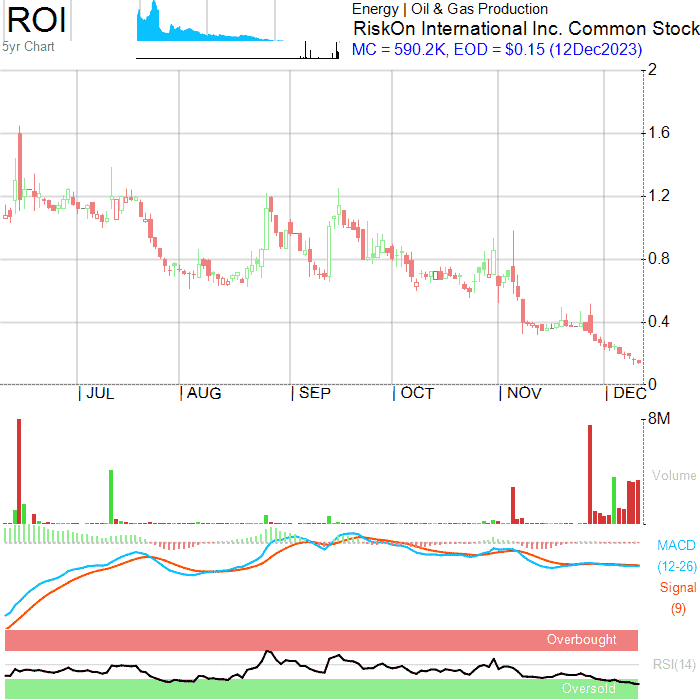 ROI
5yr Chart
Energy | Oil & Gas Production
RiskOn International Inc. Common Stock
MC = 590.2K, EOD = $0.15 (12Dec2023)
2
1.6
1.2
0.8
0.4
0
| JUL | AUG | SEP | OCT | NOV | DEC
8M
Volume
MACD
(12-26)
Signal
(9)
Overbought
RSI(14)
Oversold